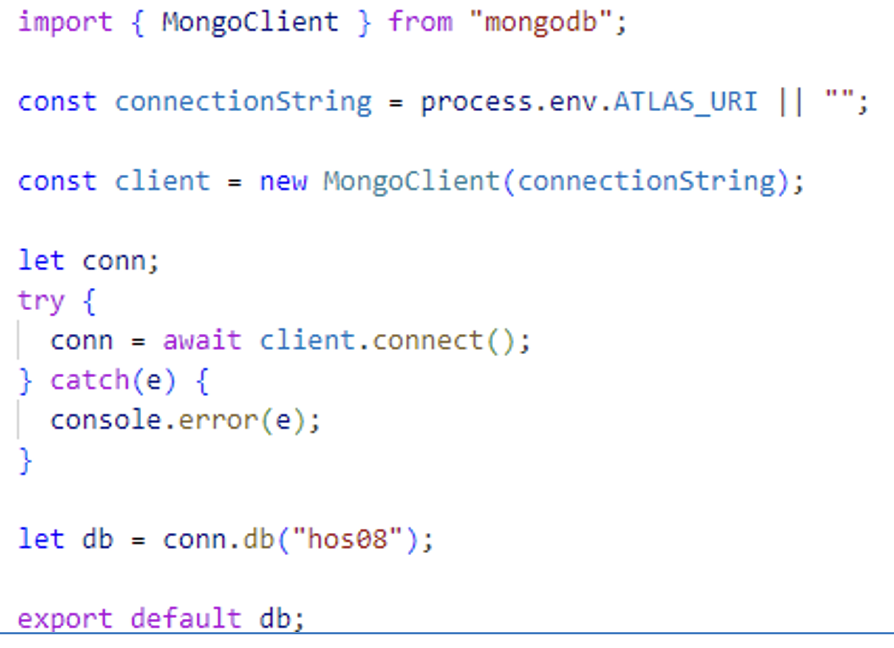 import { MongoClient } from "mongodb";
const connectionString = process.env.ATLAS_URI || "";
const client = new MongoClient(connectionString);
let conn;
try {
  conn = await client.connect();
} catch(e) {
  console.error(e);
}
let db = conn.db("hos08");
export default db;